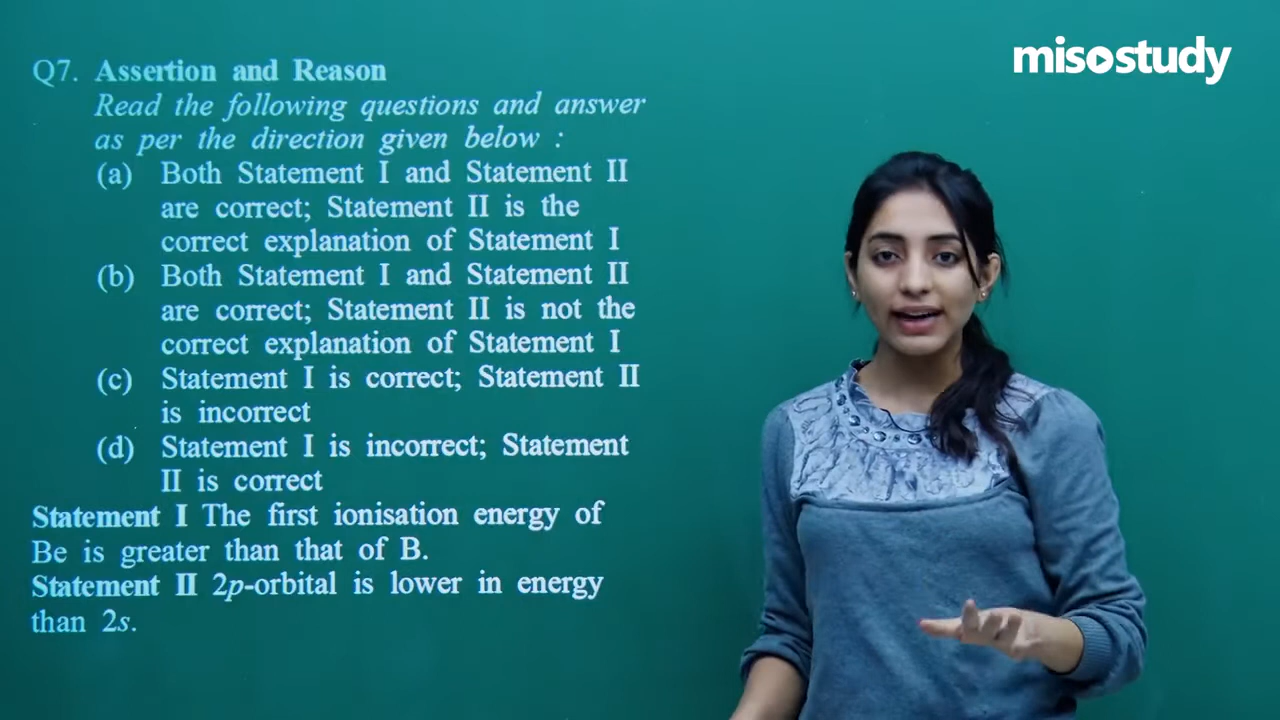 misostudy
Q7. Assertion and Reason
Read the following questions and answer
as per the direction given below :
(a) Both Statement I and Statement II
are correct; Statement II is the
correct explanation of Statement I
(b) Both Statement I and Statement II
are correct; Statement II is not the
correct explanation of Statement I
(c) Statement I is correct; Statement II
is incorrect
(d) Statement I is incorrect; Statement
II is correct
Statement I The first ionisation energy of
Be is greater than that of B.
Statement II 2p-orbital is lower in energy
than 2s.